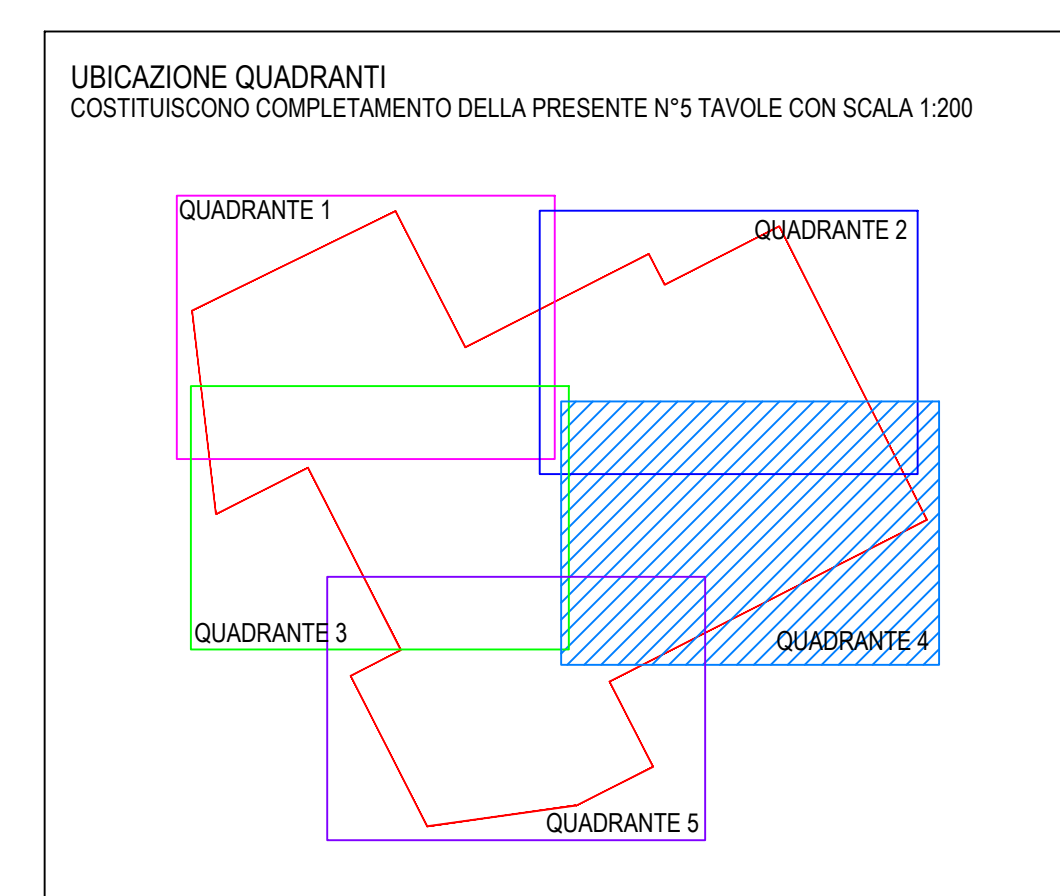 UBICAZIONE QUADRANTI
COSTITUISCONO COMPLETAMENTO DELLA PRESENTE N°5 TAVOLE CON SCALA 1:200
QUADRANTE 1
QUADRANTE 2
QUADRANTE 3
QUADRANTE 4
QUADRANTE 5